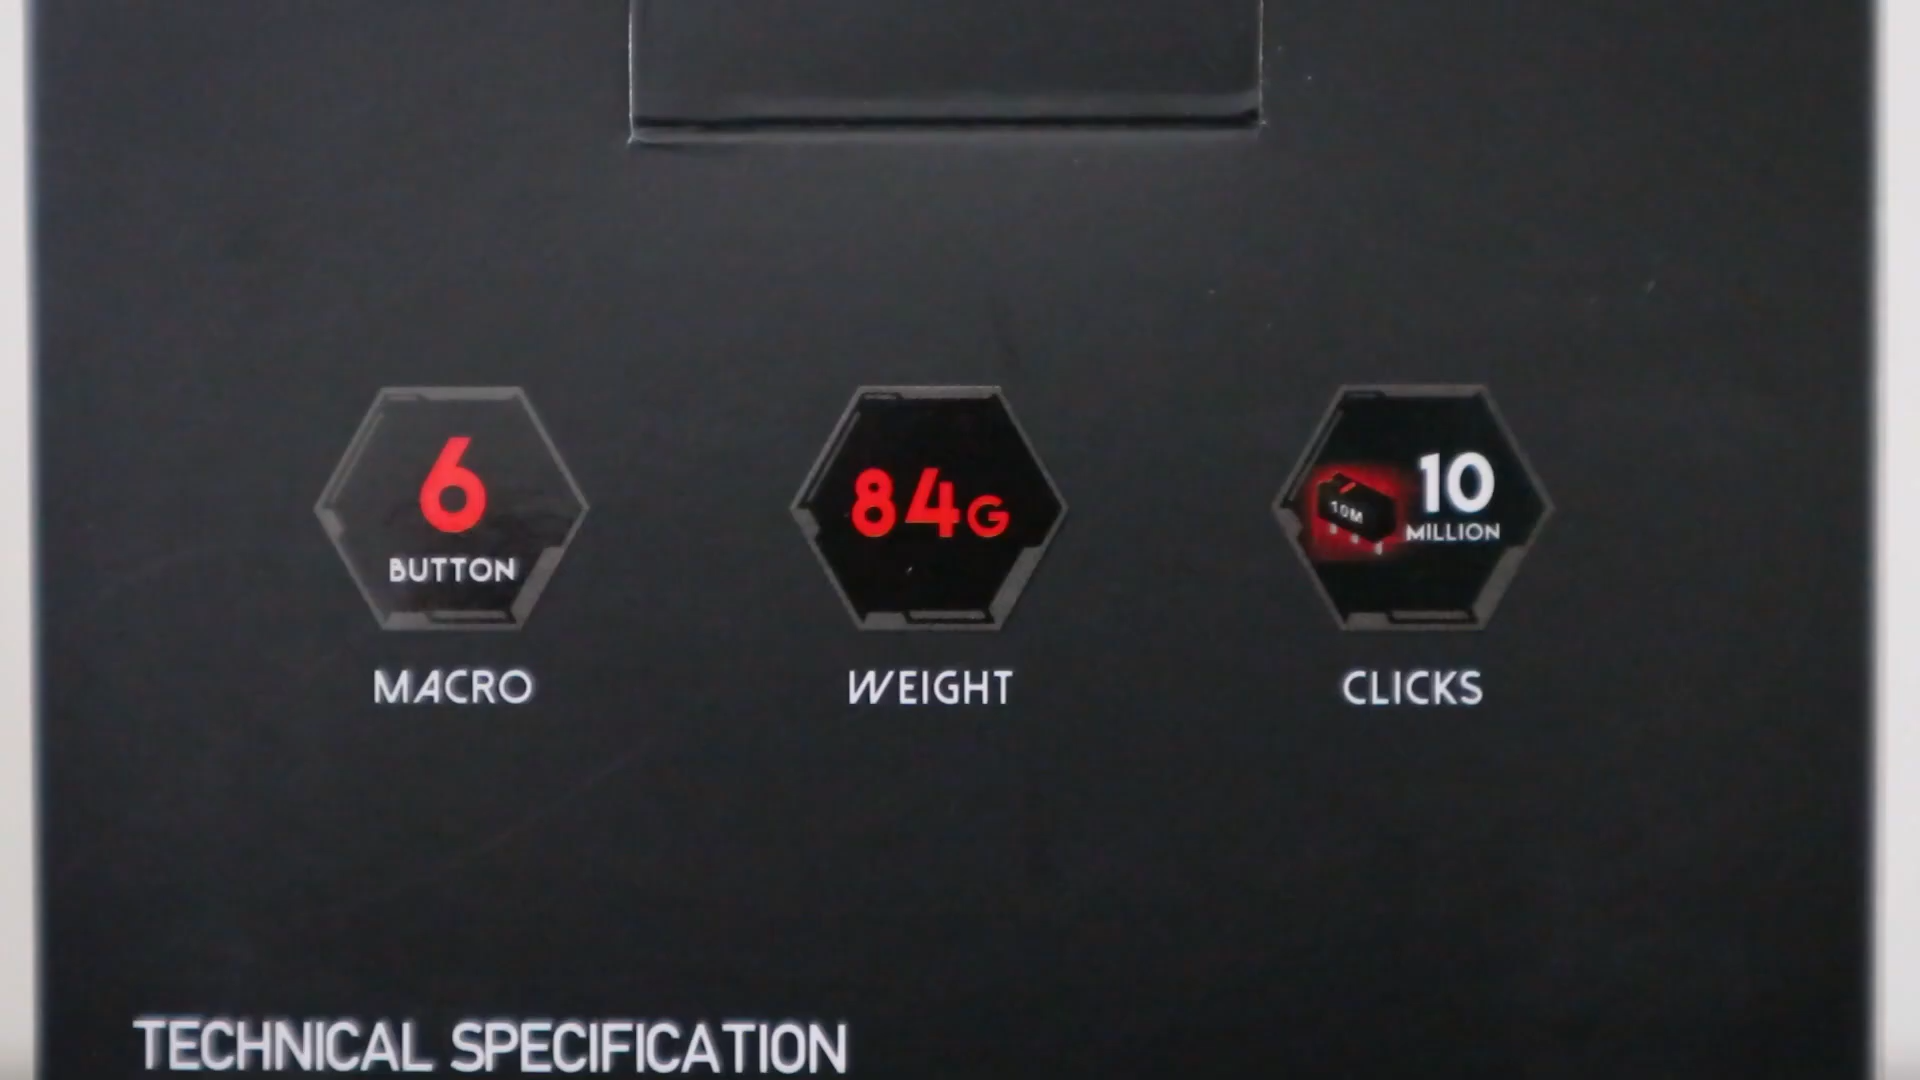 6
BUTTON
MACRO
84G
WEIGHT
10M
10
MILLION
CLICKS
TECHNICAL SPECIFICATION